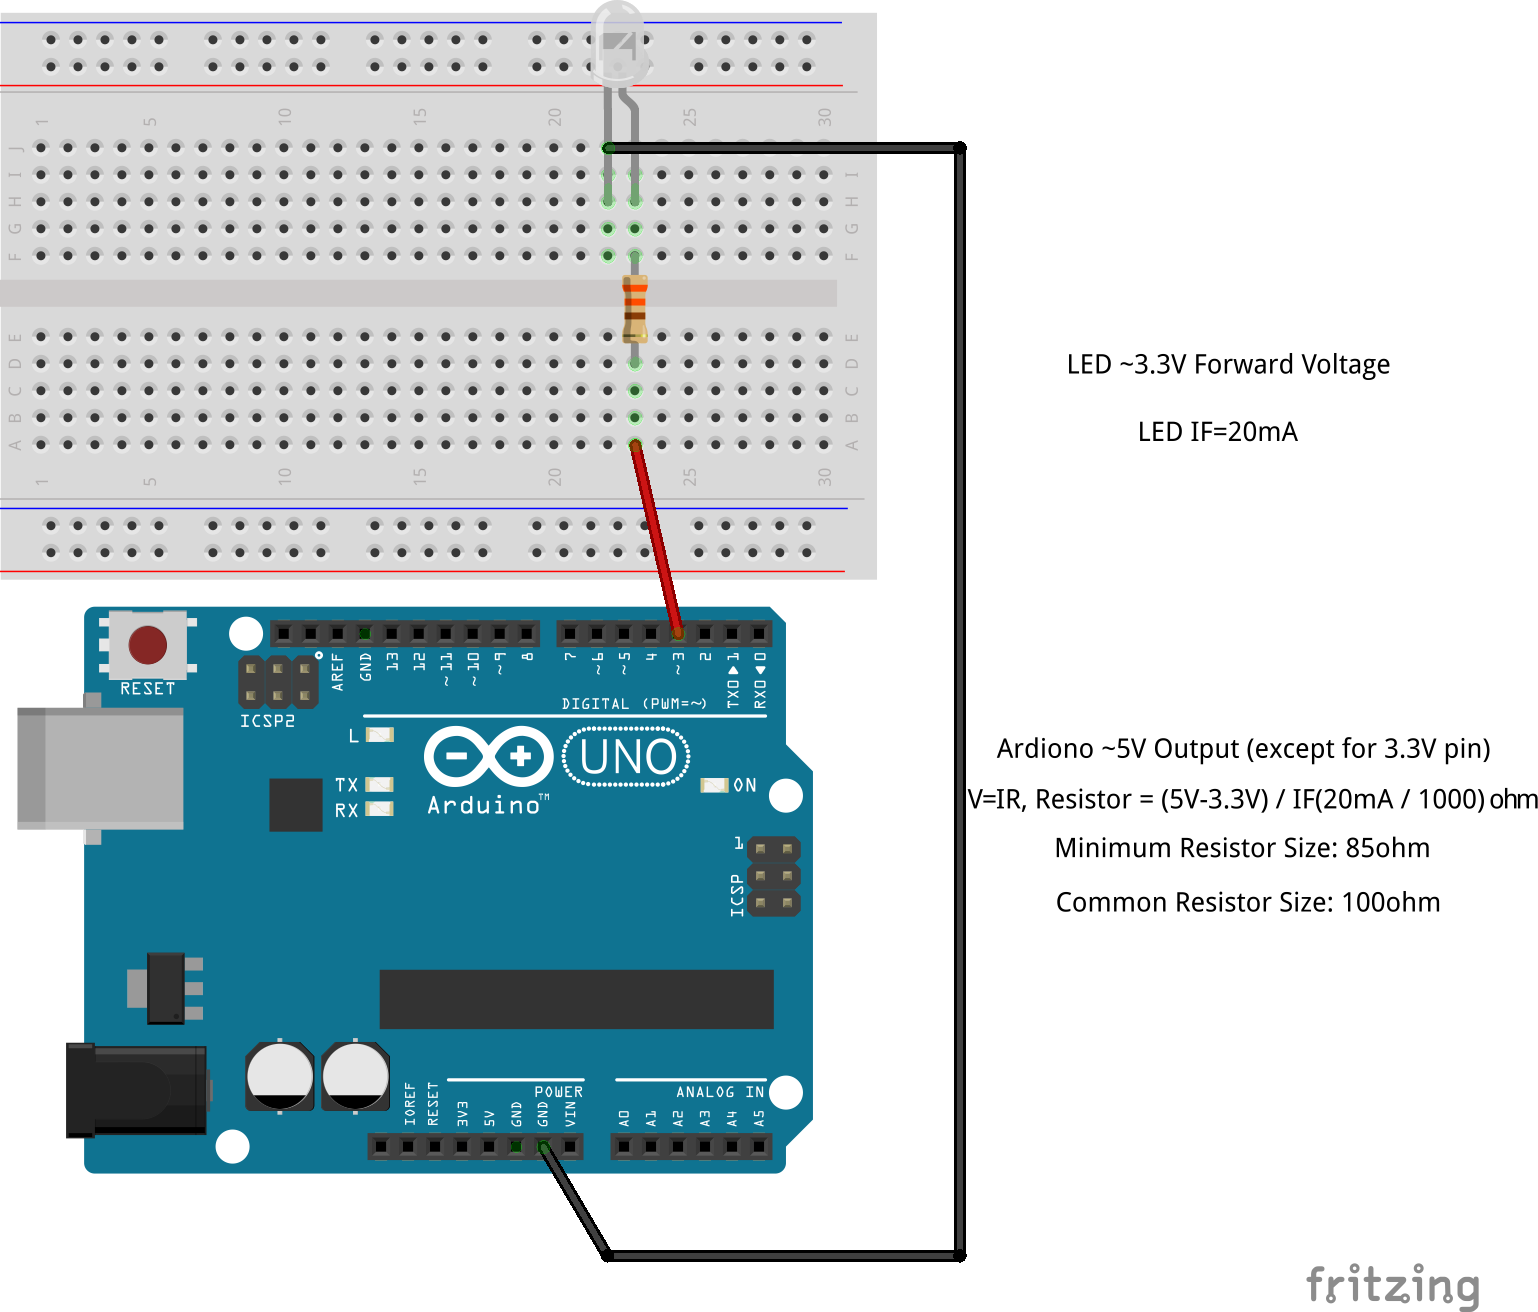 1 5 10 15 20 25 30
J J
I I
H H
G G
F F
E E
D D
C C
B B
A A
1 5 10 15 20 25 30
LED ~3.3V Forward Voltage
LED IF=20mA
RESET
ICSP2
AREF GND 13 12 ~11 ~10 ~9 8 7 ~6 ~5 4 ~3 2 TX0▶1 RX0◀0
DIGITAL (PWM=~)
L
TX
RX
UNO
Arduino™
ON
1
ICSP
Ardiono ~5V Output (except for 3.3V pin)
V=IR, Resistor = (5V-3.3V) / IF(20mA / 1000) ohm
Minimum Resistor Size: 85ohm
Common Resistor Size: 100ohm
POWER
ANALOG IN
IOREF RESET 3V3 5V GND GND VIN A0 A1 A2 A3 A4 A5
fritzing